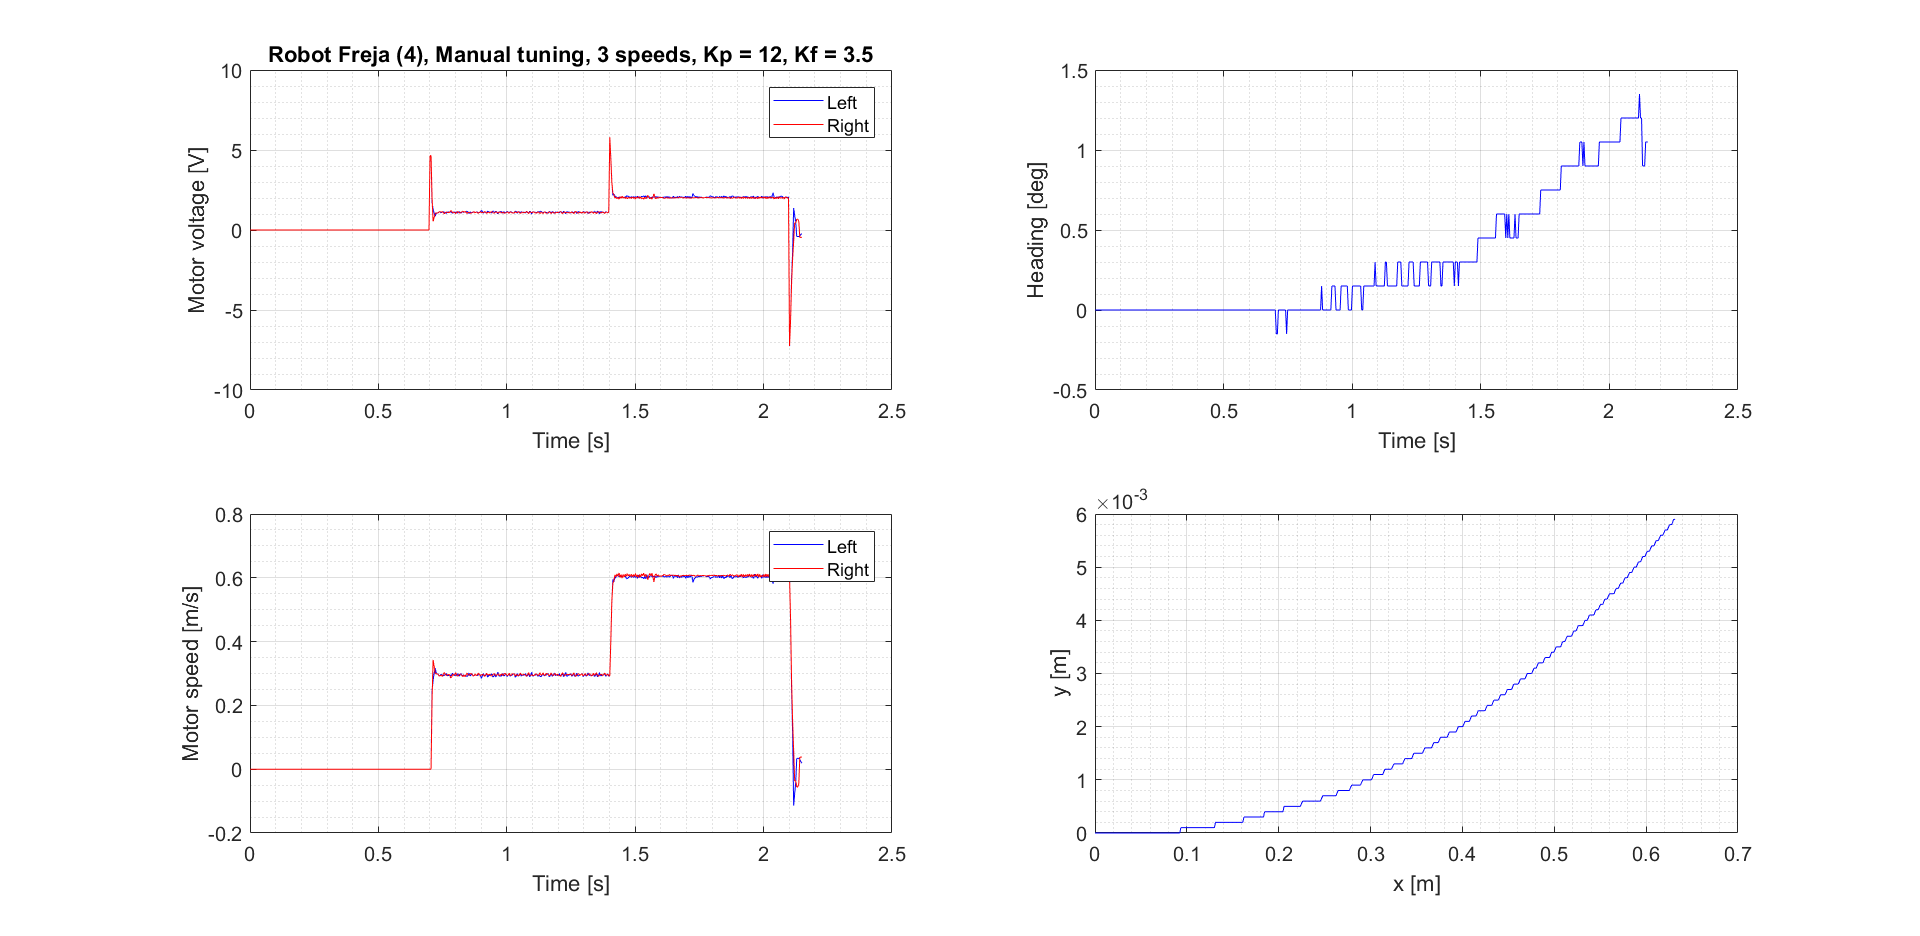 Robot Freja (4), Manual tuning, 3 speeds, Kp = 12, Kf = 3.5
10
5
0
-5
-10
Motor voltage [V]
Left
Right
0 0.5 1 1.5 2 2.5
Time [s]
1.5
1
0.5
0
-0.5
Heading [deg]
0 0.5 1 1.5 2 2.5
Time [s]
0.8
0.6
0.4
0.2
0
-0.2
Motor speed [m/s]
Left
Right
0 0.5 1 1.5 2 2.5
Time [s]
×10-3
6
5
4
3
2
1
0
y [m]
0 0.1 0.2 0.3 0.4 0.5 0.6 0.7
x [m]